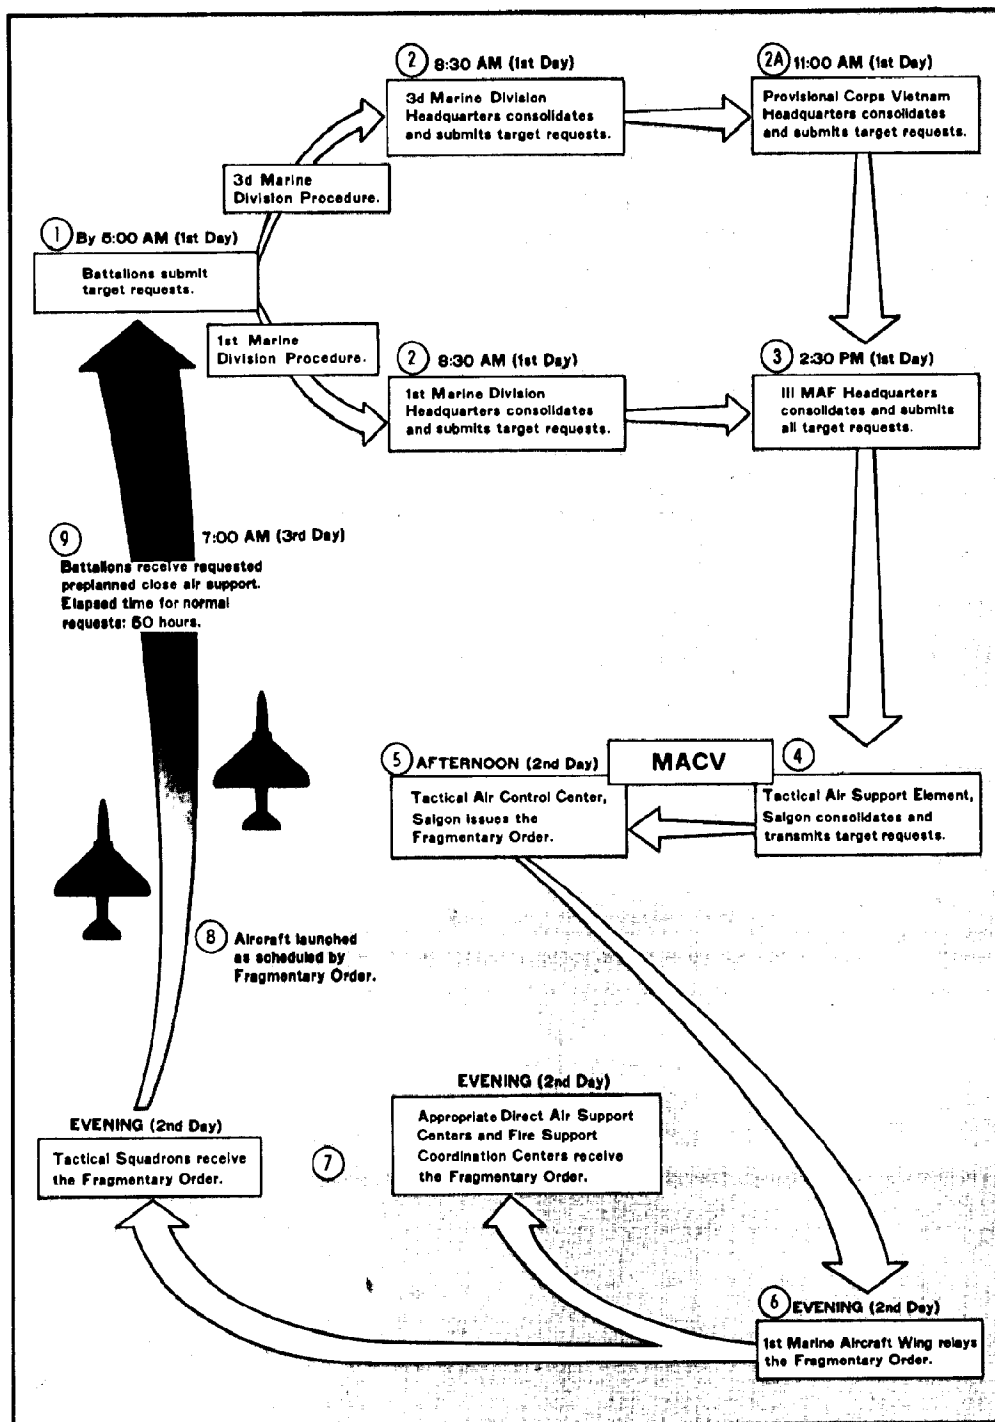 2 8:30 AM (1st Day)
3d Marine Division
Headquarters consolidates
and submits target requests.
2A 11:00 AM (1st Day)
Provisional Corps Vietnam
Headquarters consolidates
and submits target requests.
3d Marine
Division Procedure.
1 By 5:00 AM (1st Day)
Battalions submit
target requests.
1st Marine
Division Procedure.
2 8:30 AM (1st Day)
1st Marine Division
Headquarters consolidates
and submits target requests.
3 2:30 PM (1st Day)
III MAF Headquarters
consolidates and submits
all target requests.
9 7:00 AM (3rd Day)
Battalions receive requested
preplanned close air support.
Elapsed time for normal
requests: 50 hours.
MACV
4
Tactical Air Support Element,
Saigon consolidates and
transmits target requests.
5 AFTERNOON (2nd Day)
Tactical Air Control Center,
Saigon issues the
Fragmentary Order.
8 Aircraft launched
as scheduled by
Fragmentary Order.
EVENING (2nd Day)
Tactical Squadrons receive
the Fragmentary Order.
7
EVENING (2nd Day)
Appropriate Direct Air Support
Centers and Fire Support
Coordination Centers receive
the Fragmentary Order.
6 EVENING (2nd Day)
1st Marine Aircraft Wing relays
the Fragmentary Order.